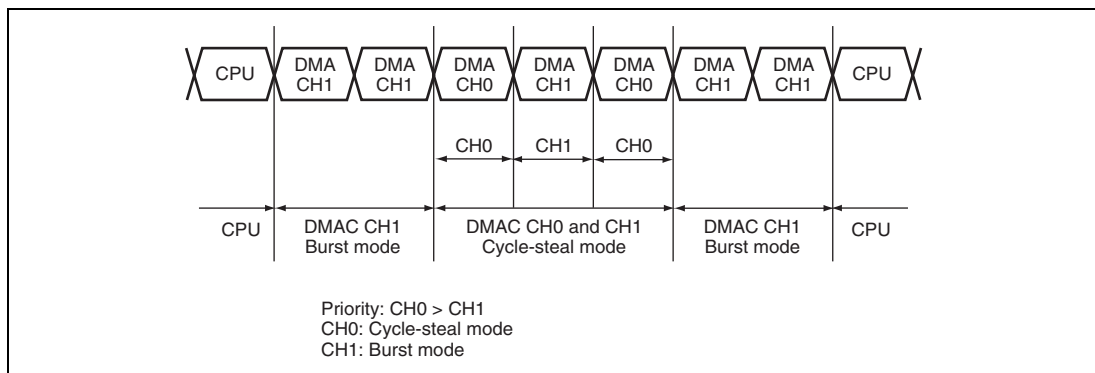 CPU DMA CH1 DMA CH1 DMA CH0 DMA CH1 DMA CH0 DMA CH1 DMA CH1 CPU
CH0 CH1 CH0
CPU DMAC CH1 Burst mode DMAC CH0 and CH1 Cycle-steal mode DMAC CH1 Burst mode CPU
Priority: CH0 > CH1
CH0: Cycle-steal mode
CH1: Burst mode